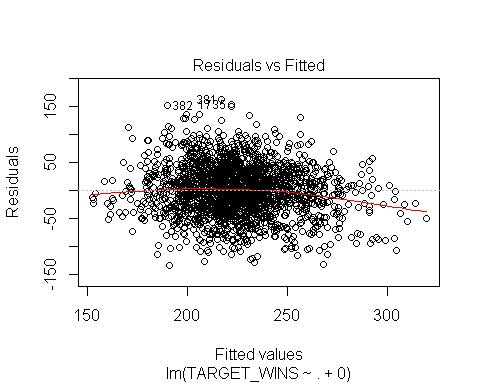 Residuals vs Fitted
Residuals
150
50
-50
-150
381
382
1735
150
200
250
300
Fitted values
lm(TARGET_WINS ~ . + 0)